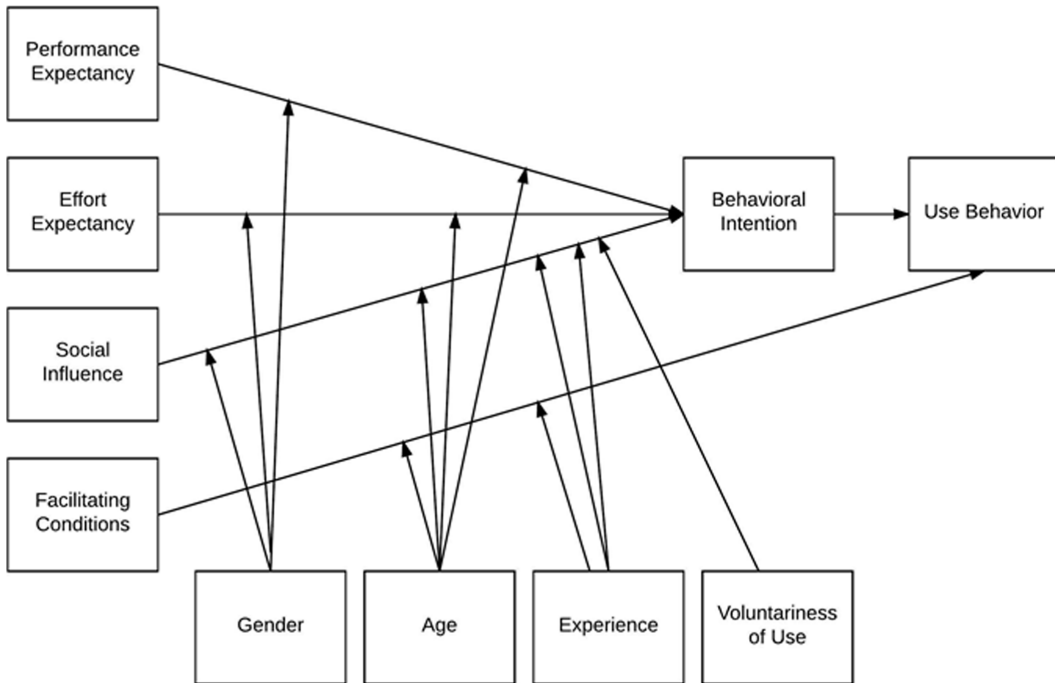 Performance
Expectancy
Effort
Expectancy
Behavioral
Intention
Use Behavior
Social
Influence
Facilitating
Conditions
Gender
Age
Experience
Voluntariness
of Use